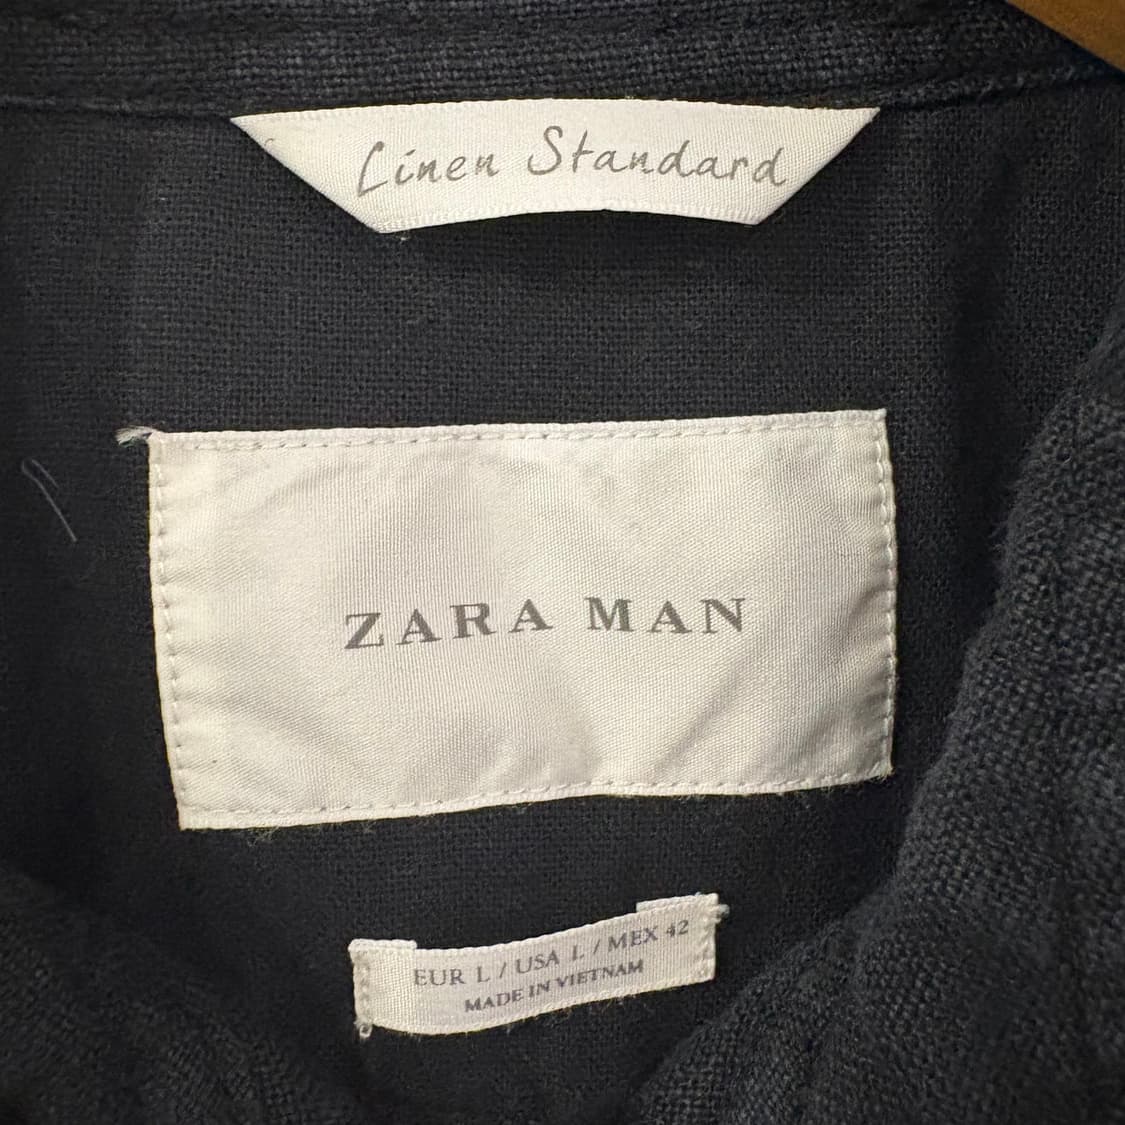 Linen Standard
ZARA MAN
EUR L / USA L / MEX 42
MADE IN VIETNAM